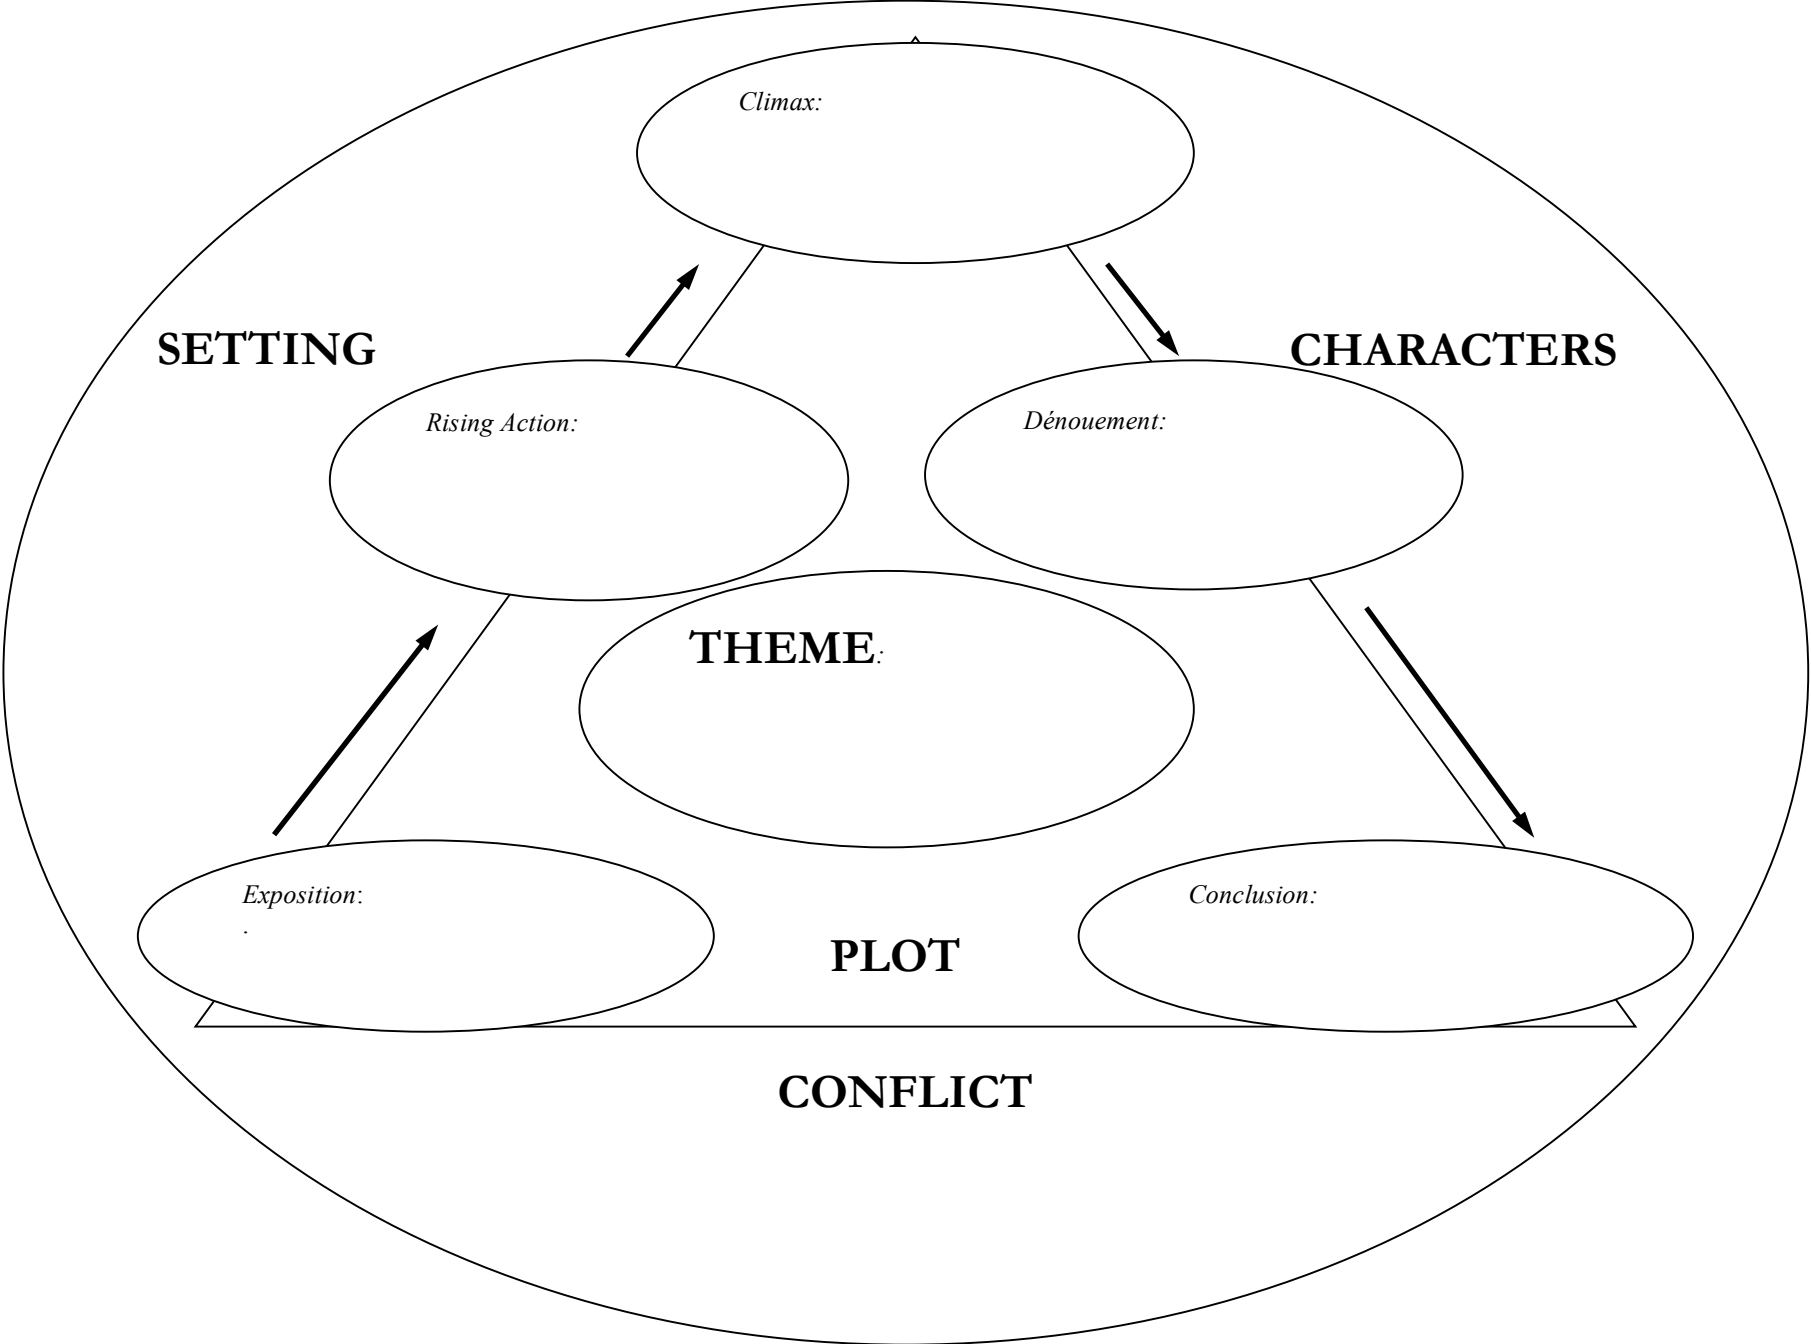 Climax:
SETTING
CHARACTERS
Rising Action:
Dénouement:
THEME:
Exposition:
.
Conclusion:
PLOT
CONFLICT